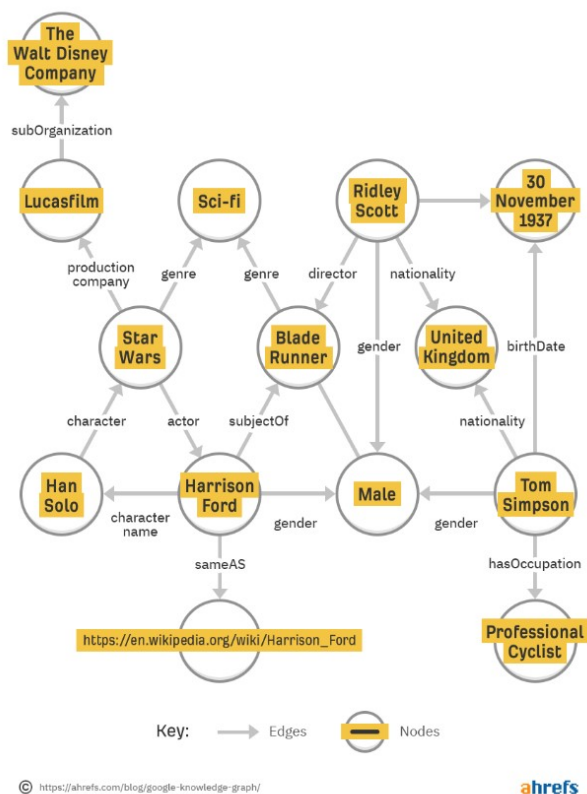 The
Walt Disney
Company
subOrganization
Lucasfilm
Sci-fi
Ridley
Scott
30
November
1937
production
company
genre
genre
director
nationality
Star
Wars
Blade
Runner
gender
United
Kingdom
birthDate
character
actor
subjectOf
nationality
Han
Solo
Harrison
Ford
Male
Tom
Simpson
character
name
gender
gender
sameAS
hasOccupation
https://en.wikipedia.org/wiki/Harrison_Ford
Professional
Cyclist
Key:
Edges
Nodes
© https://ahrefs.com/blog/google-knowledge-graph/
ahrefs